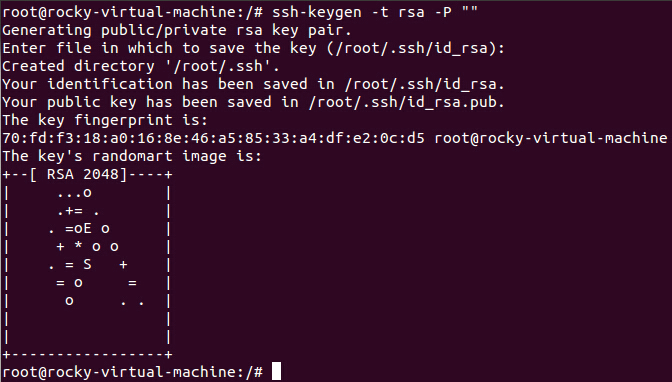 root@rocky-virtual-machine:/# ssh-keygen -t rsa -P ""
Generating public/private rsa key pair.
Enter file in which to save the key (/root/.ssh/id_rsa):
Created directory '/root/.ssh'.
Your identification has been saved in /root/.ssh/id_rsa.
Your public key has been saved in /root/.ssh/id_rsa.pub.
The key fingerprint is:
70:fd:f3:18:a0:16:8e:46:a5:85:33:a4:df:e2:0c:d5 root@rocky-virtual-machine
The key's randomart image is:
+--[ RSA 2048]----+
|     ...o        |
|     .+= .       |
|    . =oE o      |
|     + * o o     |
|    . = S   +    |
|     = o     =   |
|      o     . .  |
|                 |
|                 |
+-----------------+
root@rocky-virtual-machine:/#